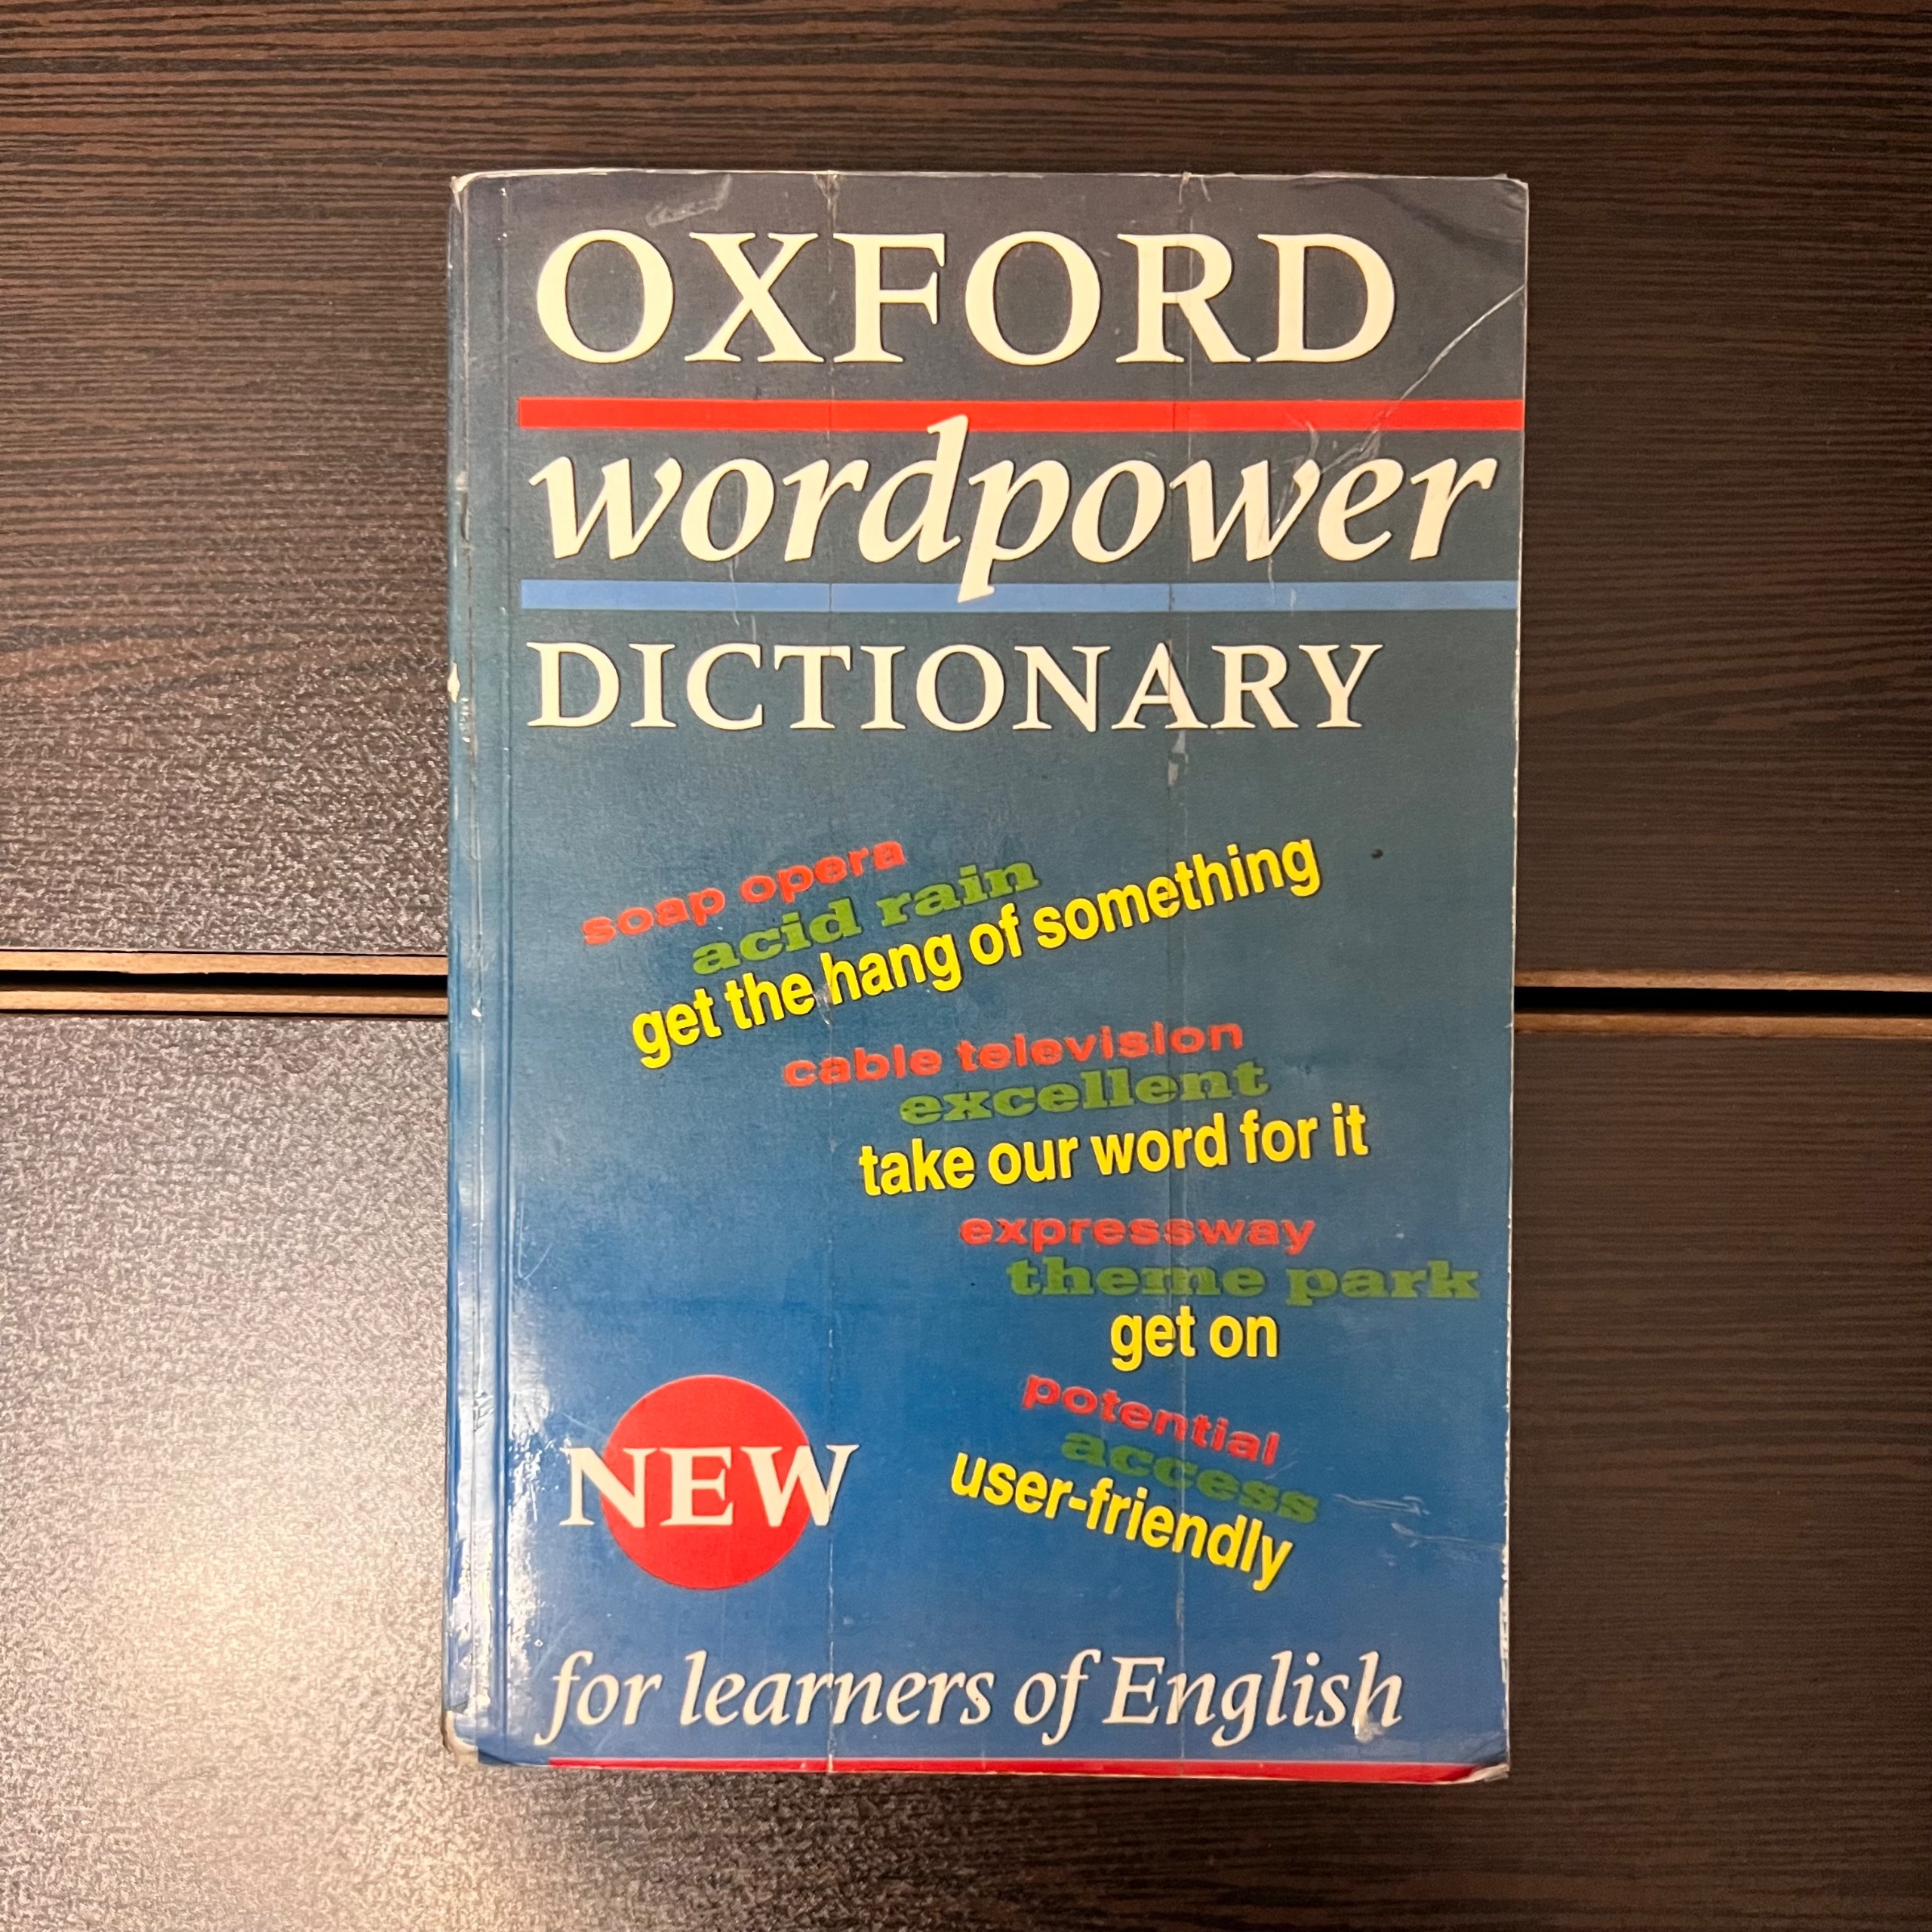 OXFORD
wordpower
DICTIONARY
soap opera
acid rain
get the hang of something
cable television
excellent
take our word for it
expressway
theme park
get on
potential
access
user-friendly
NEW
for learners of English